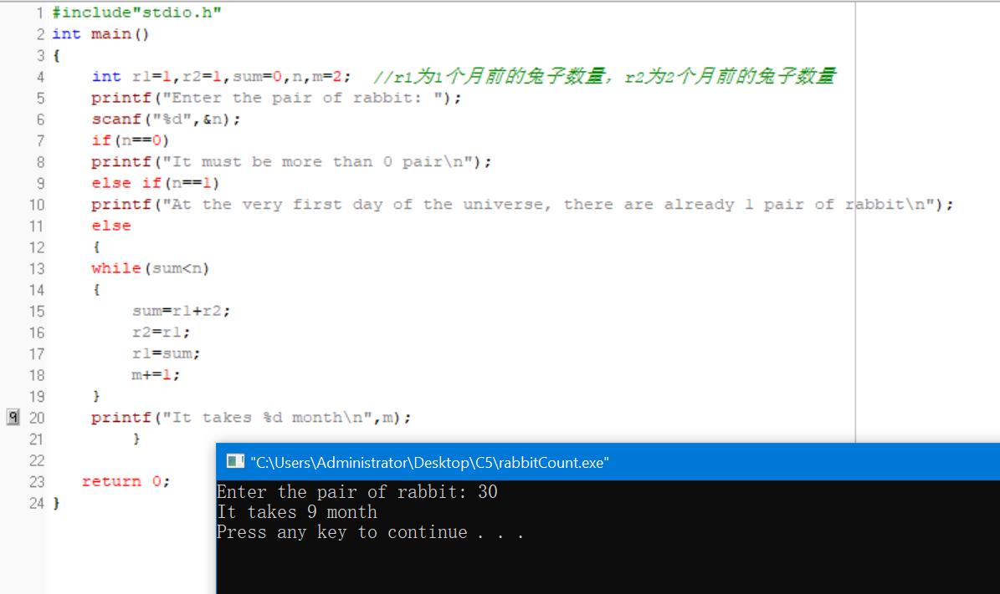 1 #include"stdio.h"
2 int main()
3 {
4 int r1=1,r2=1,sum=0,n,m=2; //r1为1个月前的兔子数量，r2为2个月前的兔子数量
5 printf("Enter the pair of rabbit: ");
6 scanf("%d",&n);
7 if(n==0)
8 printf("It must be more than 0 pair\n");
9 else if(n==1)
10 printf("At the very first day of the universe, there are already 1 pair of rabbit\n");
11 else
12 {
13 while(sum<n)
14 {
15 sum=r1+r2;
16 r2=r1;
17 r1=sum;
18 m+=1;
19 }
9 20 printf("It takes %d month\n",m);
21 }
22
23 return 0;
24 }
"C:\Users\Administrator\Desktop\C5\rabbitCount.exe"
Enter the pair of rabbit: 30
It takes 9 month
Press any key to continue . . .